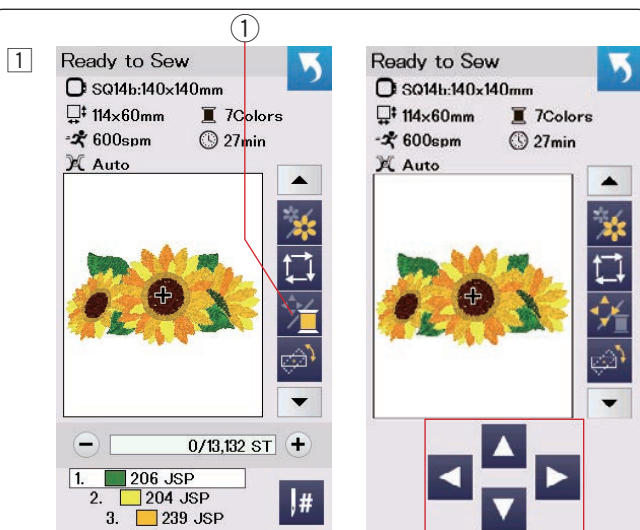 ①
1
Ready to Sew
SQ14b:140x140mm
114x60mm 7Colors
600spm 27min
Auto
0/13,132 ST
1. 206 JSP
2. 204 JSP
3. 239 JSP
#
Ready to Sew
SQ14b:140x140mm
114x60mm 7Colors
600spm 27min
Auto